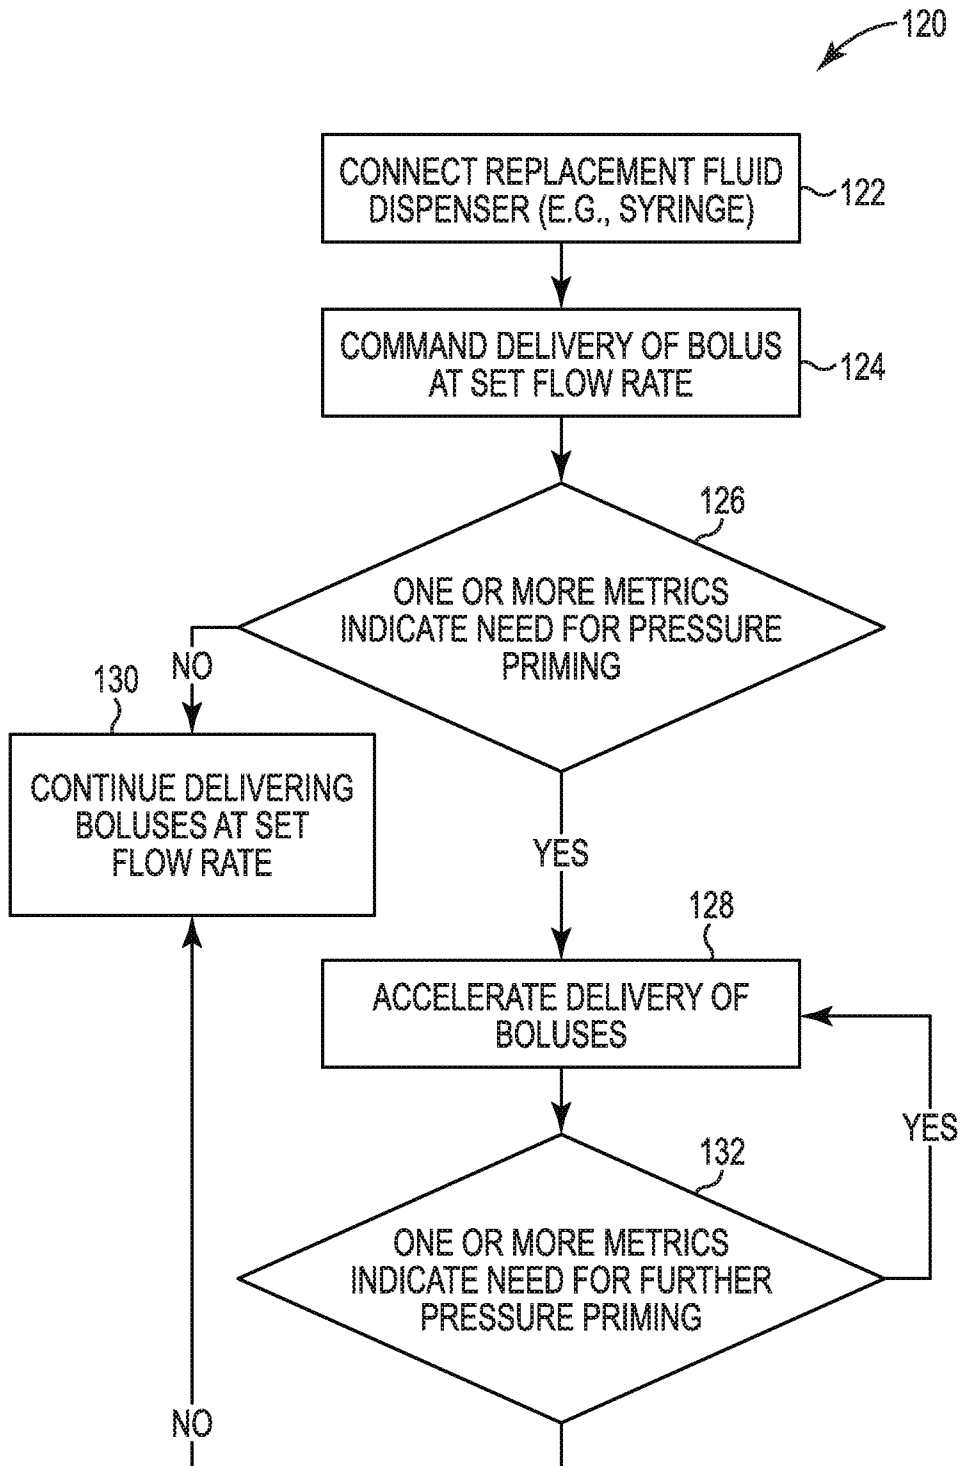 120
CONNECT REPLACEMENT FLUID
DISPENSER (E.G., SYRINGE)
122
COMMAND DELIVERY OF BOLUS
AT SET FLOW RATE
124
126
ONE OR MORE METRICS
INDICATE NEED FOR PRESSURE
PRIMING
NO
130
CONTINUE DELIVERING
BOLUSES AT SET
FLOW RATE
YES
128
ACCELERATE DELIVERY OF
BOLUSES
YES
132
ONE OR MORE METRICS
INDICATE NEED FOR FURTHER
PRESSURE PRIMING
NO